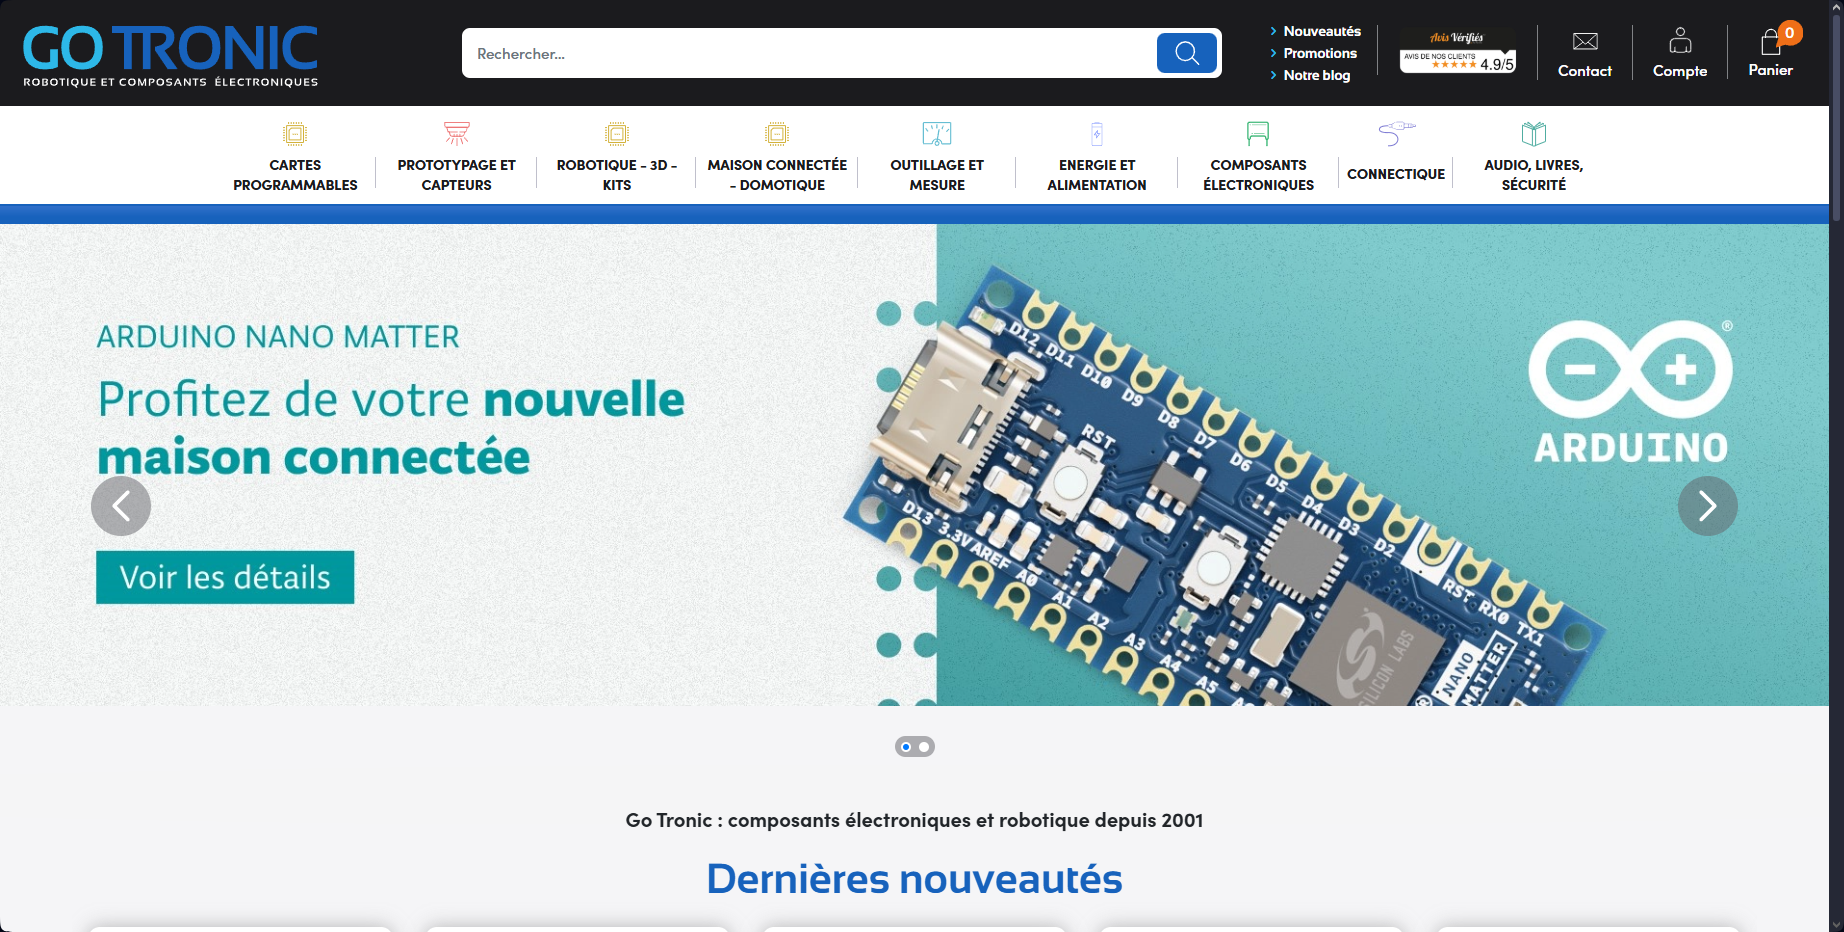 GO TRONIC
ROBOTIQUE ET COMPOSANTS ÉLECTRONIQUES
Rechercher...
Nouveautés
Promotions
Notre blog
Avis Vérifiés
AVIS DE NOS CLIENTS
4.9/5
Contact
Compte
0
Panier
CARTES
PROGRAMMABLES
PROTOTYPAGE ET
CAPTEURS
ROBOTIQUE - 3D -
KITS
MAISON CONNECTÉE
- DOMOTIQUE
OUTILLAGE ET
MESURE
ENERGIE ET
ALIMENTATION
COMPOSANTS
ÉLECTRONIQUES
CONNECTIQUE
AUDIO, LIVRES,
SÉCURITÉ
ARDUINO NANO MATTER
Profitez de votre nouvelle
maison connectée
Voir les détails
D12 D11 D10 D9 D8 D7 D6 D5 D4 D3 D2 RST RX0 TX1
RST
D13 3.3V AREF A0 A1 A2 A3 A4 A5
SILICON LABS
NANO
MATTER
®
ARDUINO
Go Tronic : composants électroniques et robotique depuis 2001
Dernières nouveautés